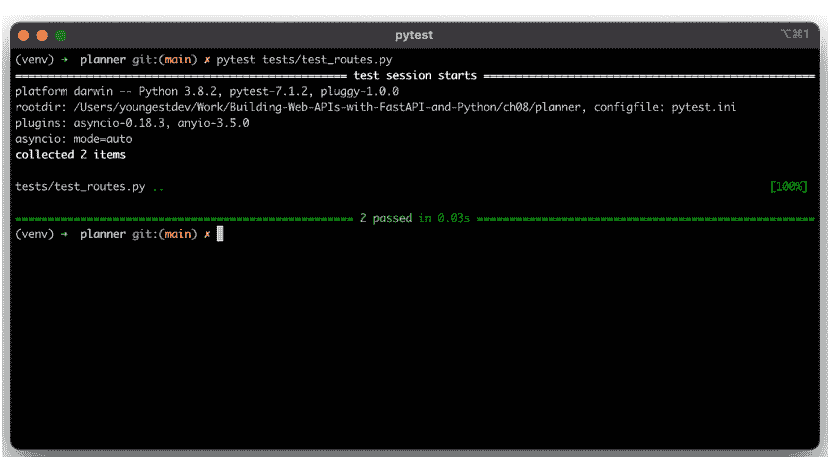 pytest
⌥⌘1
(venv) → planner git:(main) ✗ pytest tests/test_routes.py
============================================== test session starts ==============================================
platform darwin -- Python 3.8.2, pytest-7.1.2, pluggy-1.0.0
rootdir: /Users/youngestdev/Work/Building-Web-APIs-with-FastAPI-and-Python/ch08/planner, configfile: pytest.ini
plugins: asyncio-0.18.3, anyio-3.5.0
asyncio: mode=auto
collected 2 items
tests/test_routes.py .. [100%]
=============================================== 2 passed in 0.03s ===============================================
(venv) → planner git:(main) ✗